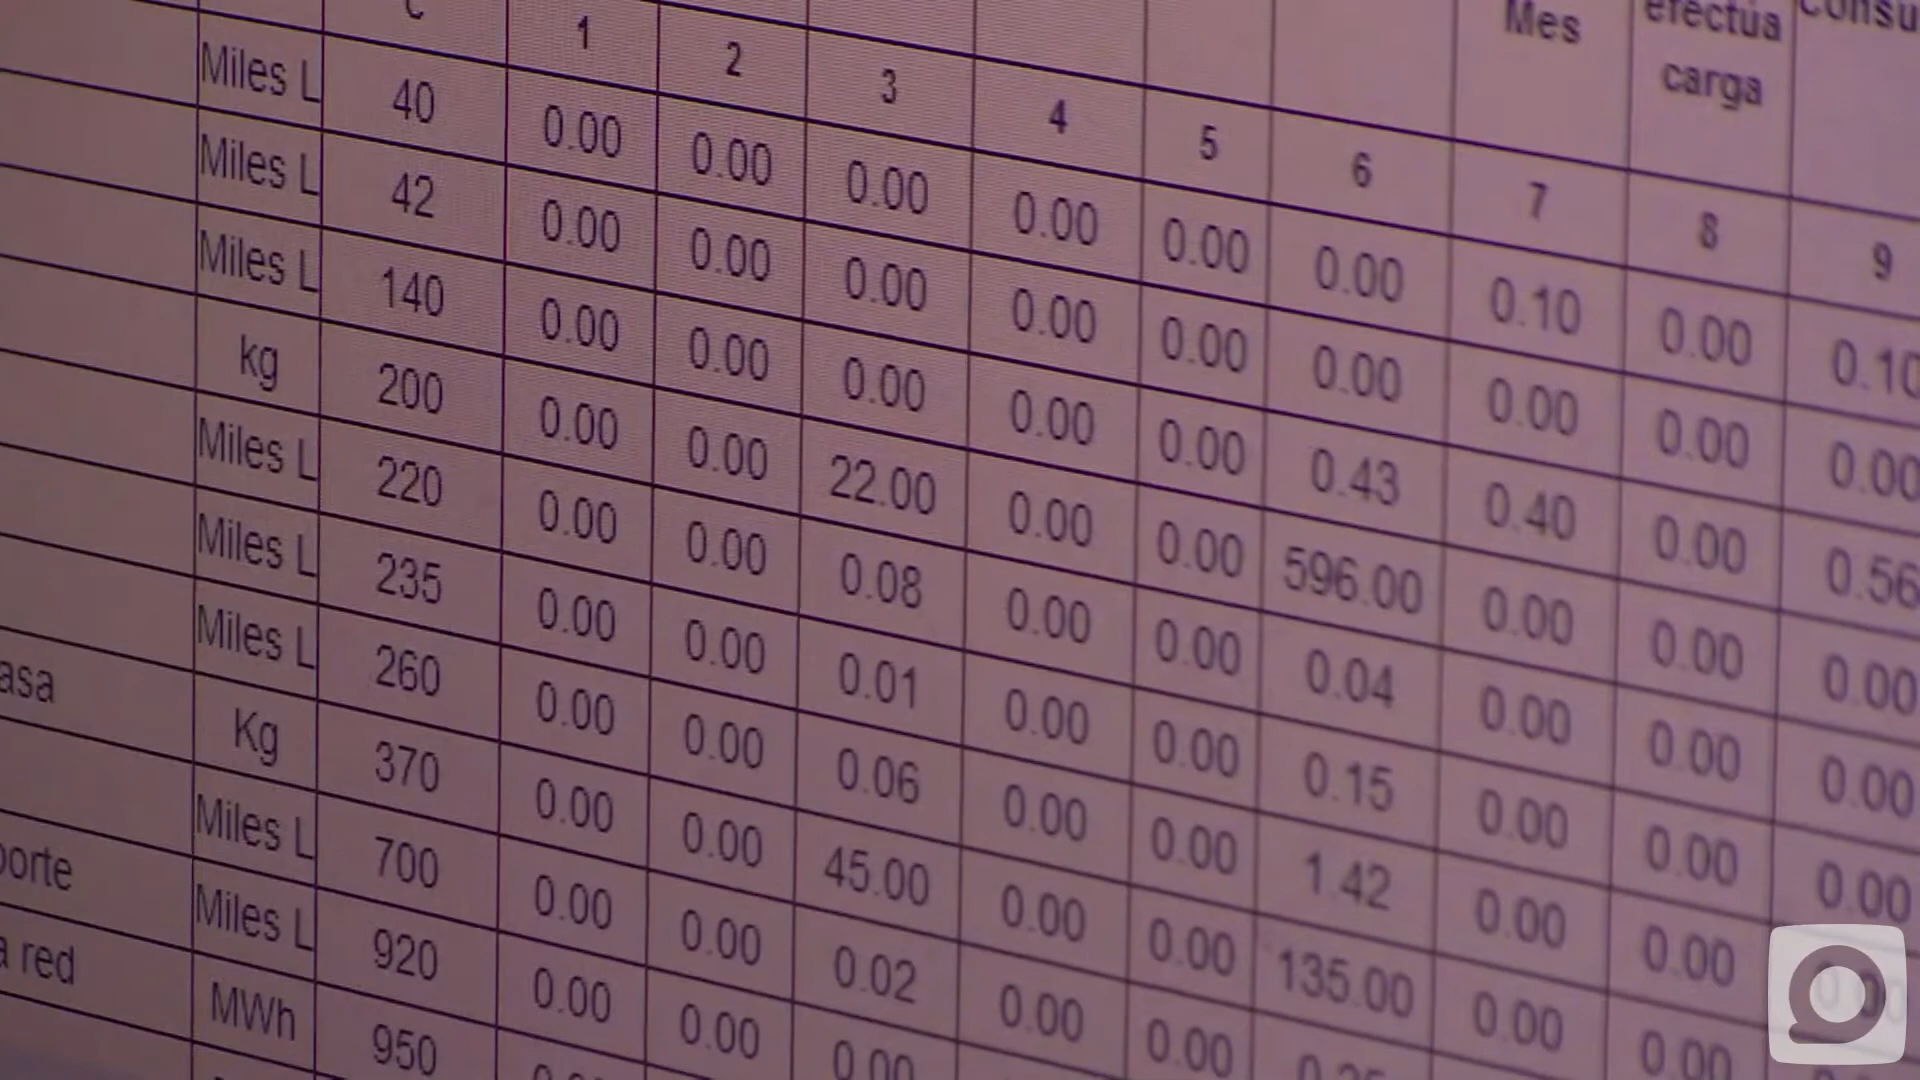 Mes efectúa Consu
carga
C 1 2 3 4 5 6 7 8 9
Miles L 40 0.00 0.00 0.00 0.00 0.00 0.00 0.10 0.00 0.10
Miles L 42 0.00 0.00 0.00 0.00 0.00 0.00 0.00 0.00 0.00
Miles L 140 0.00 0.00 0.00 0.00 0.00 0.43 0.40 0.00 0.56
kg 200 0.00 0.00 22.00 0.00 0.00 596.00 0.00 0.00 0.00
Miles L 220 0.00 0.00 0.08 0.00 0.00 0.04 0.00 0.00 0.00
Miles L 235 0.00 0.00 0.01 0.00 0.00 0.15 0.00 0.00 0.00
Miles L 260 0.00 0.00 0.06 0.00 0.00 1.42 0.00 0.00
asa Kg 370 0.00 0.00 45.00 0.00 0.00 135.00 0.00 0.00
Miles L 700 0.00 0.00 0.02 0.00 0.00
porte Miles L 920 0.00 0.00 0.00
a red MWh 950